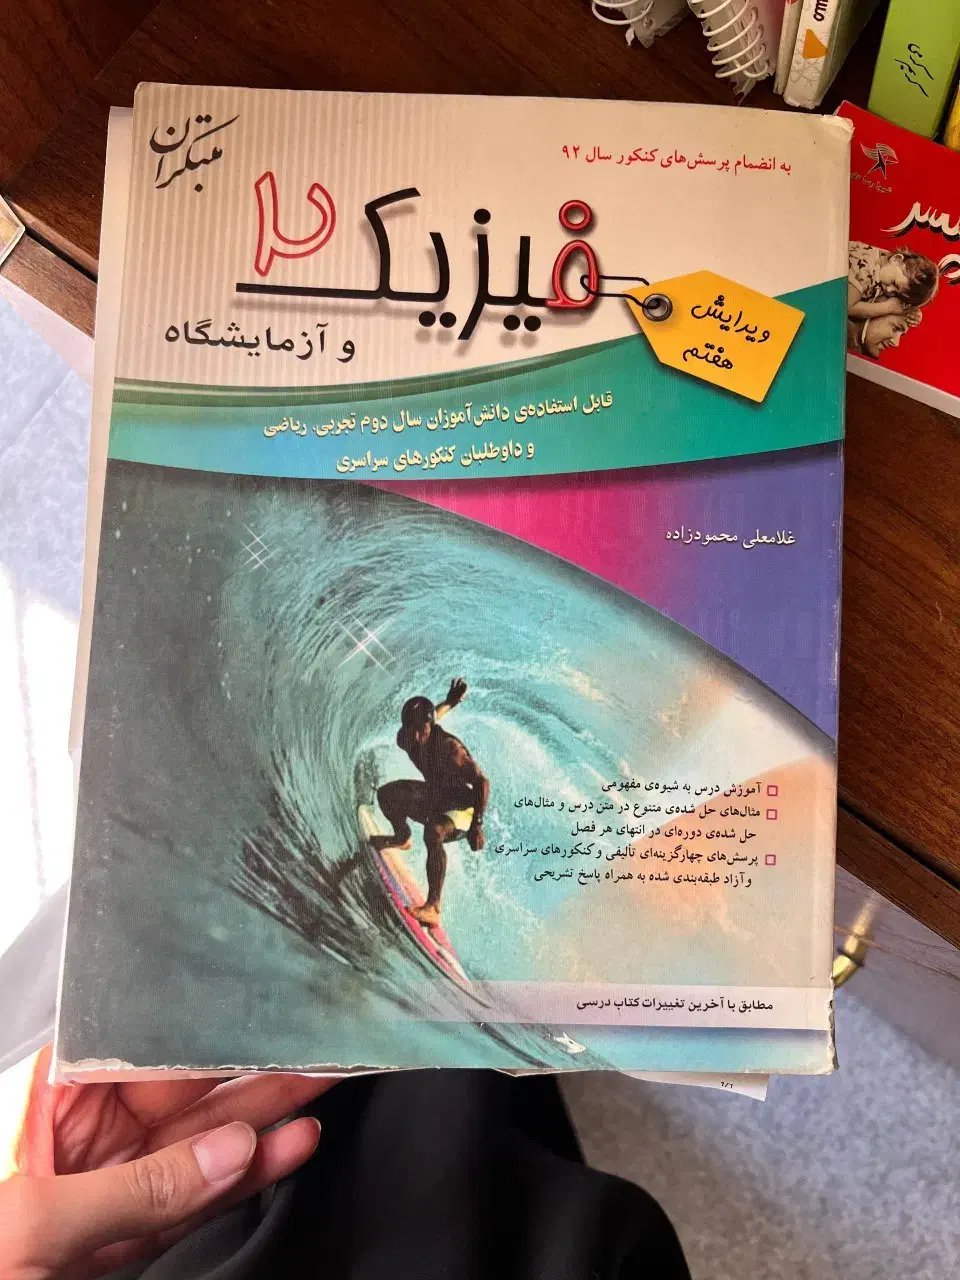 مبتکران
به انضمام پرسش‌های کنکور سال ۹۲
فیزیک ۲
و آزمایشگاه
ویرایش
هفتم
قابل استفاده‌ی دانش‌آموزان سال دوم تجربی، ریاضی
و داوطلبان کنکورهای سراسری
غلامعلی محمودزاده
آموزش درس به شیوه‌ی مفهومی
مثال‌های حل شده‌ی متنوع در متن درس و مثال‌های
حل شده‌ی دوره‌ای در انتهای هر فصل
پرسش‌های چهارگزینه‌ای تألیفی و کنکورهای سراسری
و آزاد طبقه‌بندی شده به همراه پاسخ تشریحی
مطابق با آخرین تغییرات کتاب درسی